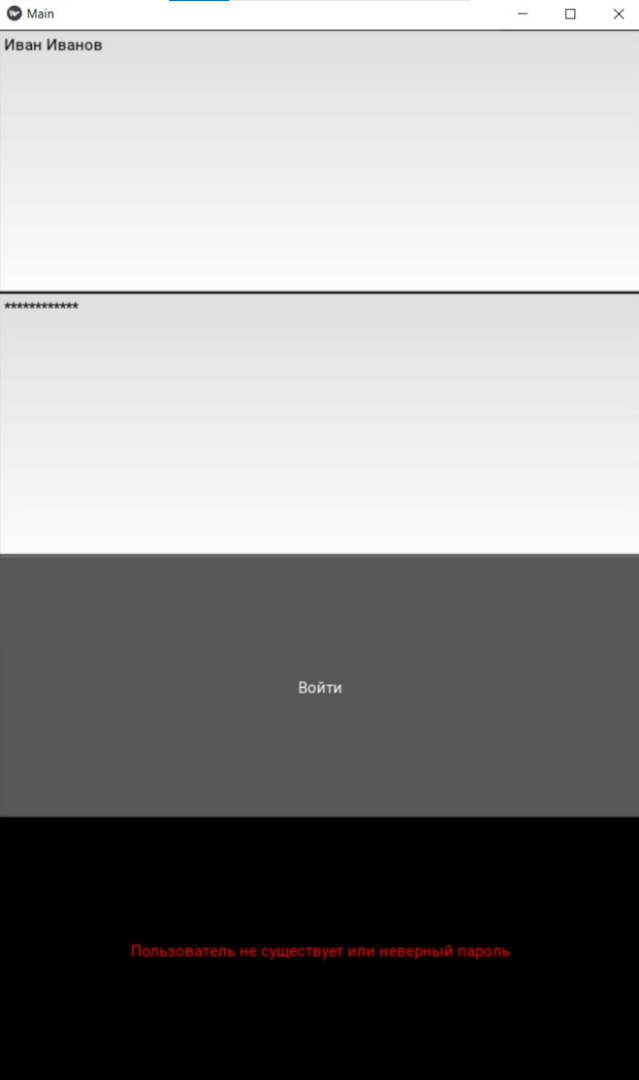 Main
Иван Иванов
************
Войти
Пользователь не существует или неверный пароль